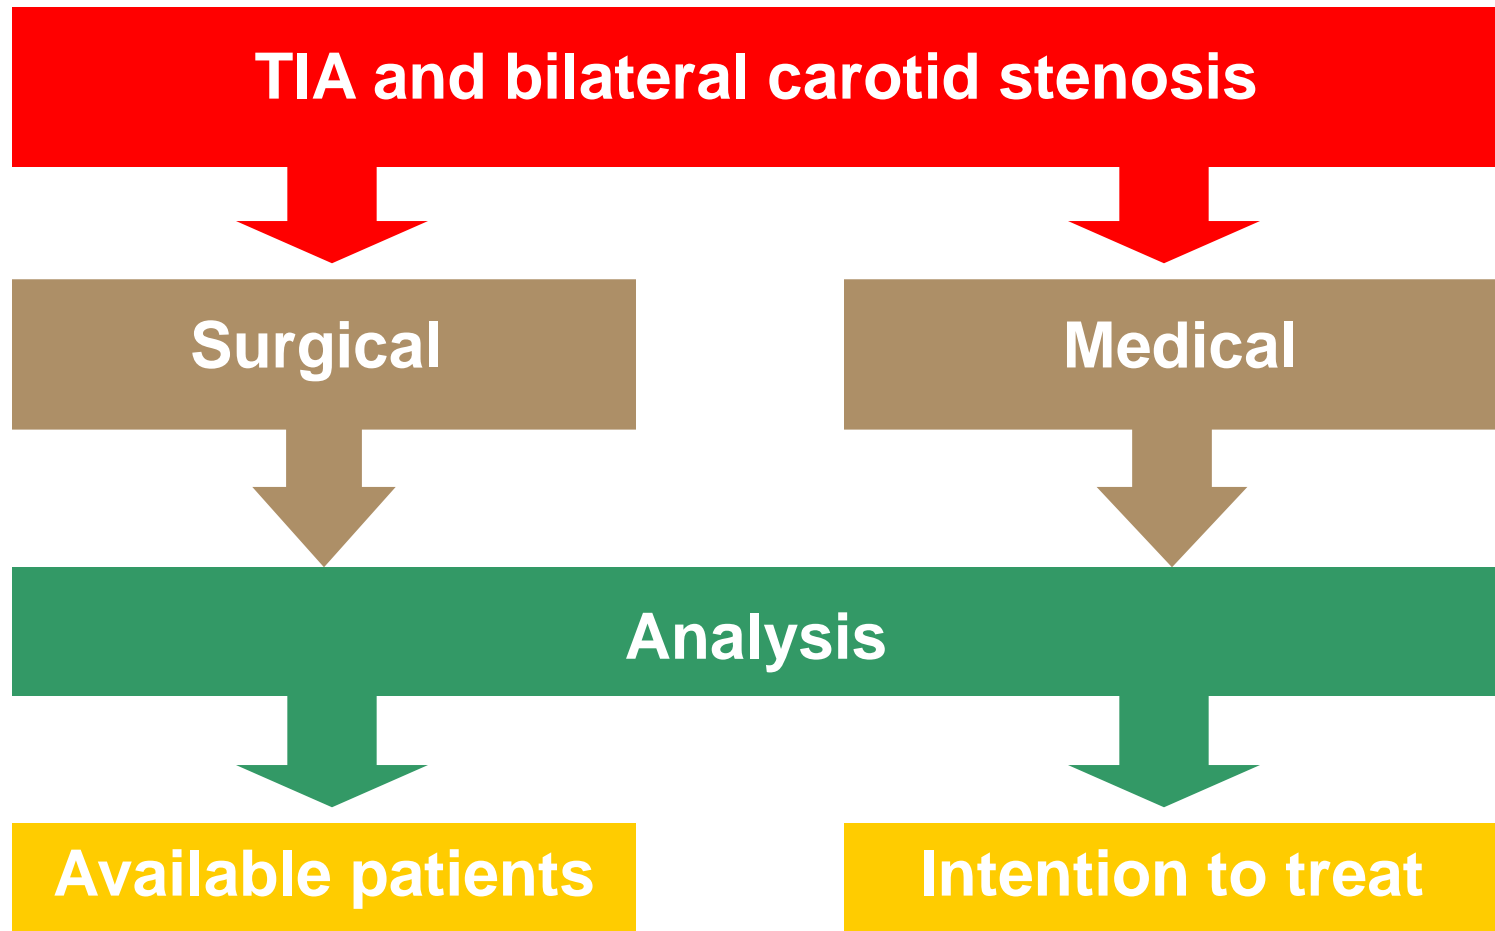 TIA and bilateral carotid stenosis
Surgical
Medical
Analysis
Available patients
Intention to treat